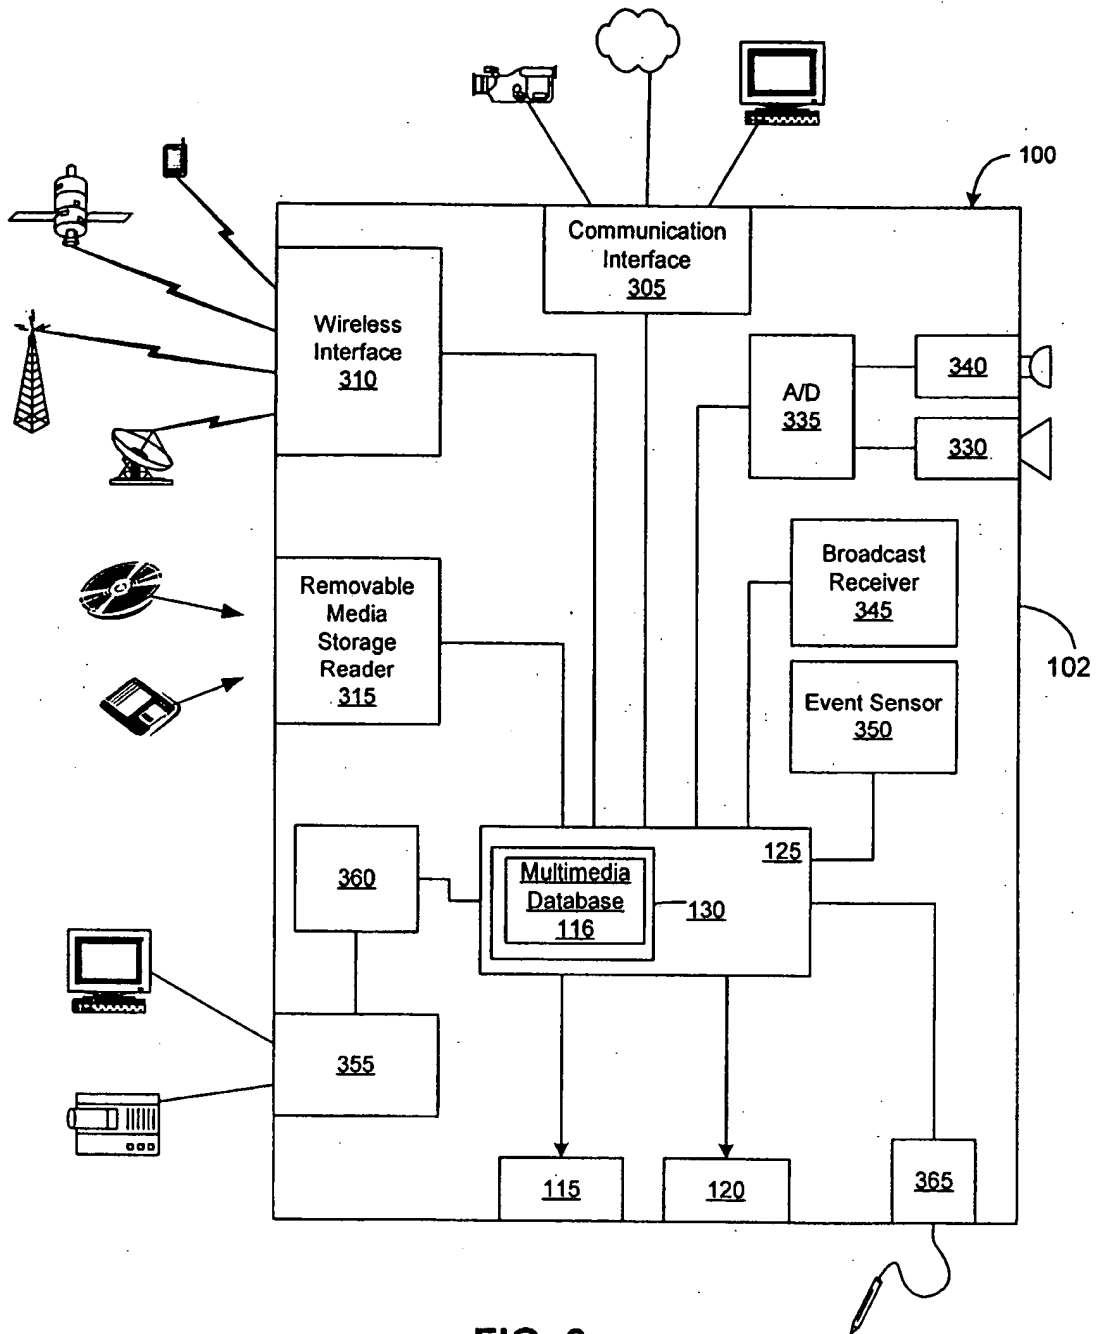 100
Communication
Interface
305
Wireless
Interface
310
340
A/D
335
330
Broadcast
Receiver
345
Removable
Media
Storage
Reader
315
102
Event Sensor
350
125
Multimedia
Database
116
130
360
355
115
120
365